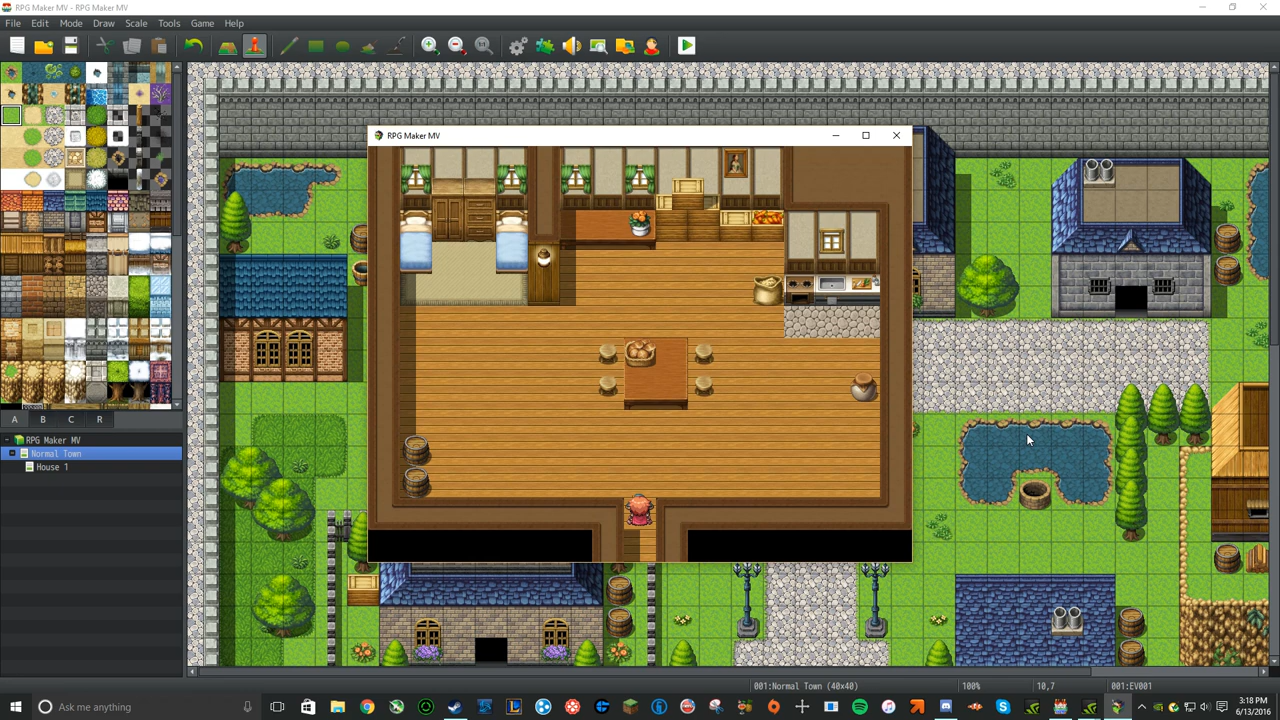 RPG Maker MV - RPG Maker MV
File Edit Mode Draw Scale Tools Game Help
RPG Maker MV
A B C R
RPG Maker MV
Normal Town
House 1
001:Normal Town (40x40) 100% 10,7 001:EV001
Ask me anything
3:18 PM
6/13/2016